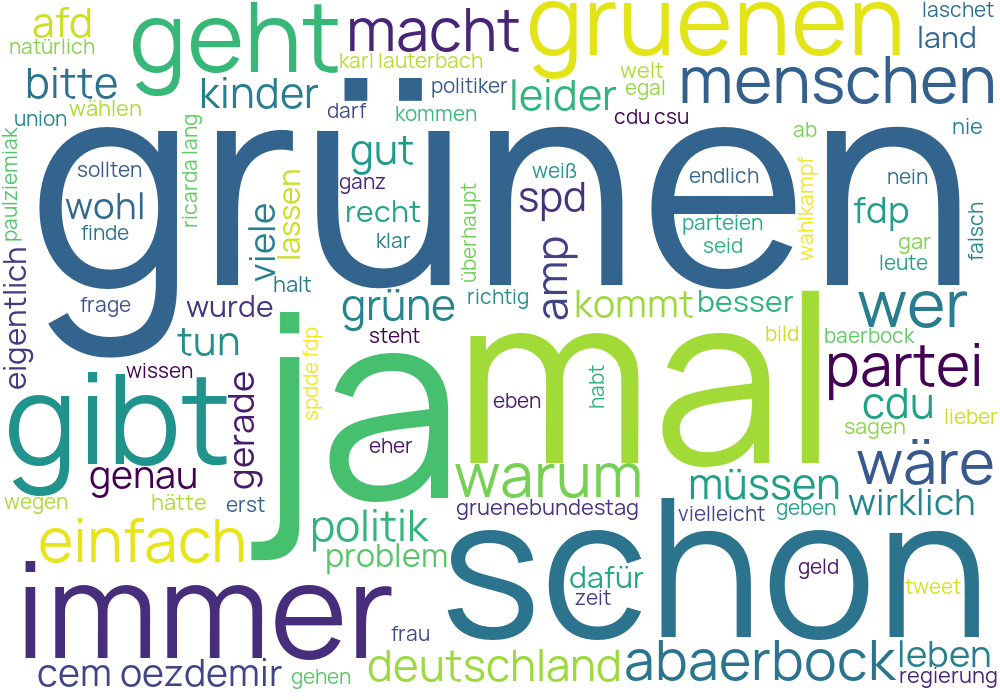 afd
geht
macht
gruenen
laschet
natürlich
karl lauterbach
land
bitte
kinder
politiker
leider
welt
egal
menschen
union
wählen
darf
kommen
cdu csu
ab
nie
grünen
paulziemiak
sollten
ricarda lang
gut
ganz
weiß
endlich
nein
wohl
finde
viele
lassen
recht
klar
überhaupt
spd
parteien
seid
wahlkampf
fdp
gar
leute
falsch
eigentlich
frage
wurde
halt
grüne
richtig
amp
kommt
besser
wer
tun
steht
bild
baerbock
jamal
ja
mal
partei
gibt
wissen
gerade
spdde fdp
eher
eben
habt
cdu
sagen
lieber
genau
warum
müssen
wäre
wegen
hätte
erst
gruenebundestag
vielleicht
geben
wirklich
einfach
politik
problem
schon
immer
dafür
zeit
geld
tweet
frau
cem oezdemir
gehen
deutschland
abaerbock
leben
regierung